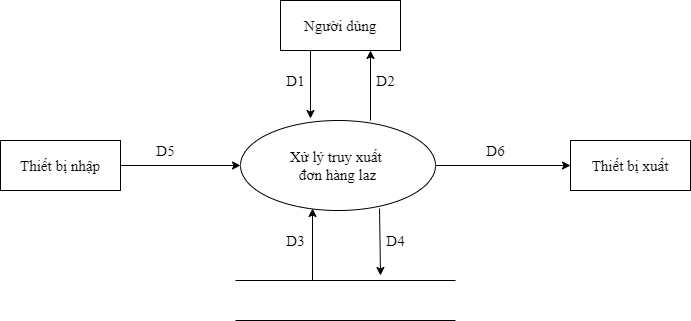 Người dùng
D1
D2
Thiết bị nhập
D5
Xử lý truy xuất
đơn hàng laz
D6
Thiết bị xuất
D3
D4